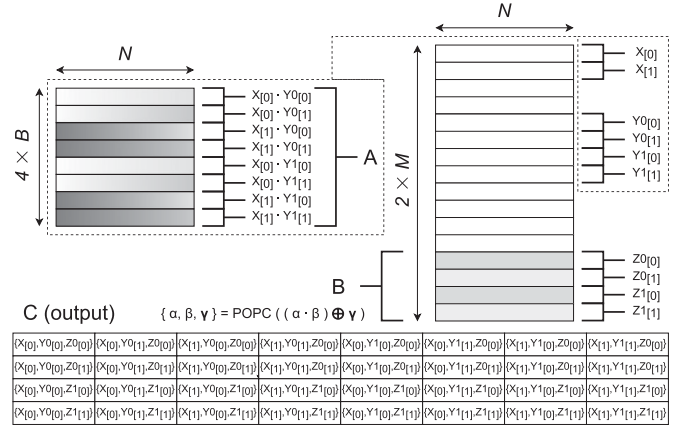 N
4 × B
X[0] · Y0[0]
X[0] · Y0[1]
X[1] · Y0[0]
X[1] · Y0[1]
X[0] · Y1[0]
X[0] · Y1[1]
X[1] · Y1[0]
X[1] · Y1[1]
A
N
2 × M
X[0]
X[1]
Y0[0]
Y0[1]
Y1[0]
Y1[1]
B
Z0[0]
Z0[1]
Z1[0]
Z1[1]
C (output)
{ α, β, γ } = POPC ( ( α · β ) ⊕ γ )
{X[0],Y0[0],Z0[0]} {X[0],Y0[1],Z0[0]} {X[1],Y0[0],Z0[0]} {X[1],Y0[1],Z0[0]} {X[0],Y1[0],Z0[0]} {X[0],Y1[1],Z0[0]} {X[1],Y1[0],Z0[0]} {X[1],Y1[1],Z0[0]}
{X[0],Y0[0],Z0[1]} {X[0],Y0[1],Z0[1]} {X[1],Y0[0],Z0[1]} {X[1],Y0[1],Z0[1]} {X[0],Y1[0],Z0[1]} {X[0],Y1[1],Z0[1]} {X[1],Y1[0],Z0[1]} {X[1],Y1[1],Z0[1]}
{X[0],Y0[0],Z1[0]} {X[0],Y0[1],Z1[0]} {X[1],Y0[0],Z1[0]} {X[1],Y0[1],Z1[0]} {X[0],Y1[0],Z1[0]} {X[0],Y1[1],Z1[0]} {X[1],Y1[0],Z1[0]} {X[1],Y1[1],Z1[0]}
{X[0],Y0[0],Z1[1]} {X[0],Y0[1],Z1[1]} {X[1],Y0[0],Z1[1]} {X[1],Y0[1],Z1[1]} {X[0],Y1[0],Z1[1]} {X[0],Y1[1],Z1[1]} {X[1],Y1[0],Z1[1]} {X[1],Y1[1],Z1[1]}